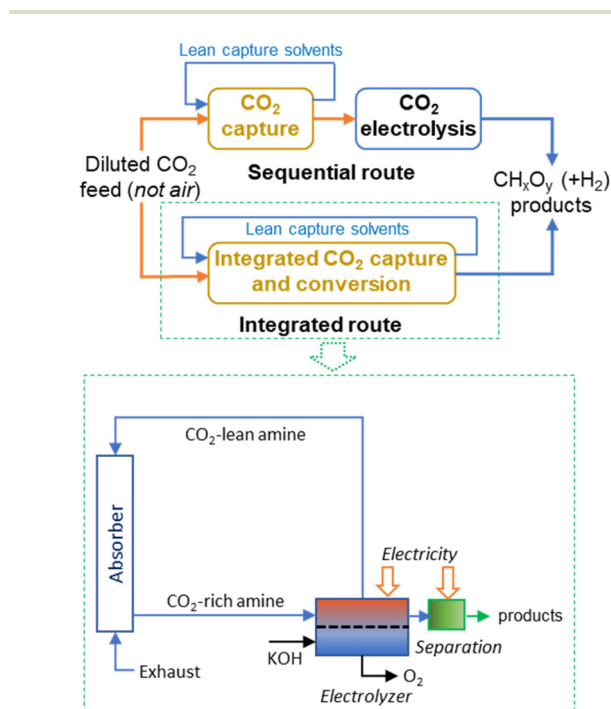 Lean capture solvents
CO₂
capture
CO₂
electrolysis
Sequential route
Diluted CO₂
feed (not air)
CHₓOᵧ (+H₂)
products
Lean capture solvents
Integrated CO₂ capture
and conversion
Integrated route
CO₂-lean amine
Absorber
Electricity
CO₂-rich amine
products
KOH
Separation
Exhaust
O₂
Electrolyzer